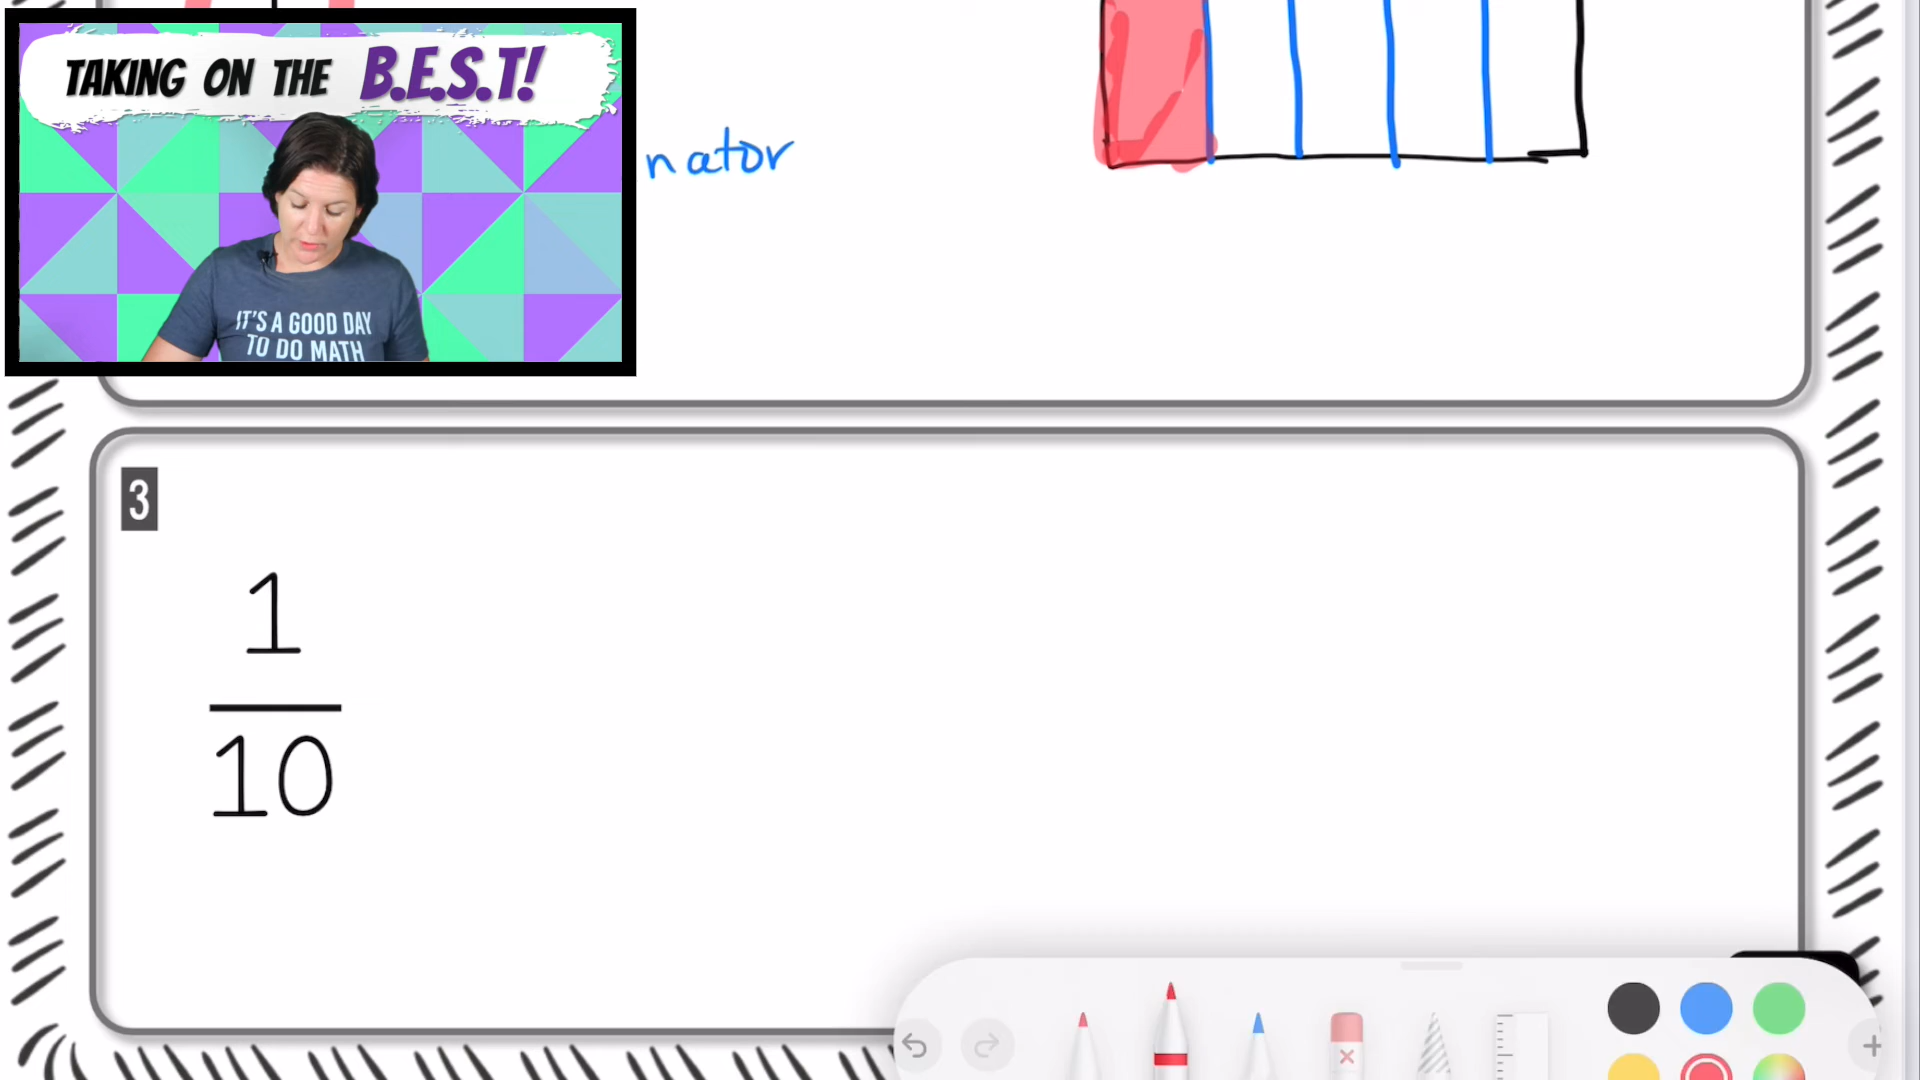 TAKING ON THE B.E.S.T!
IT'S A GOOD DAY
TO DO MATH
nator
3
1
10